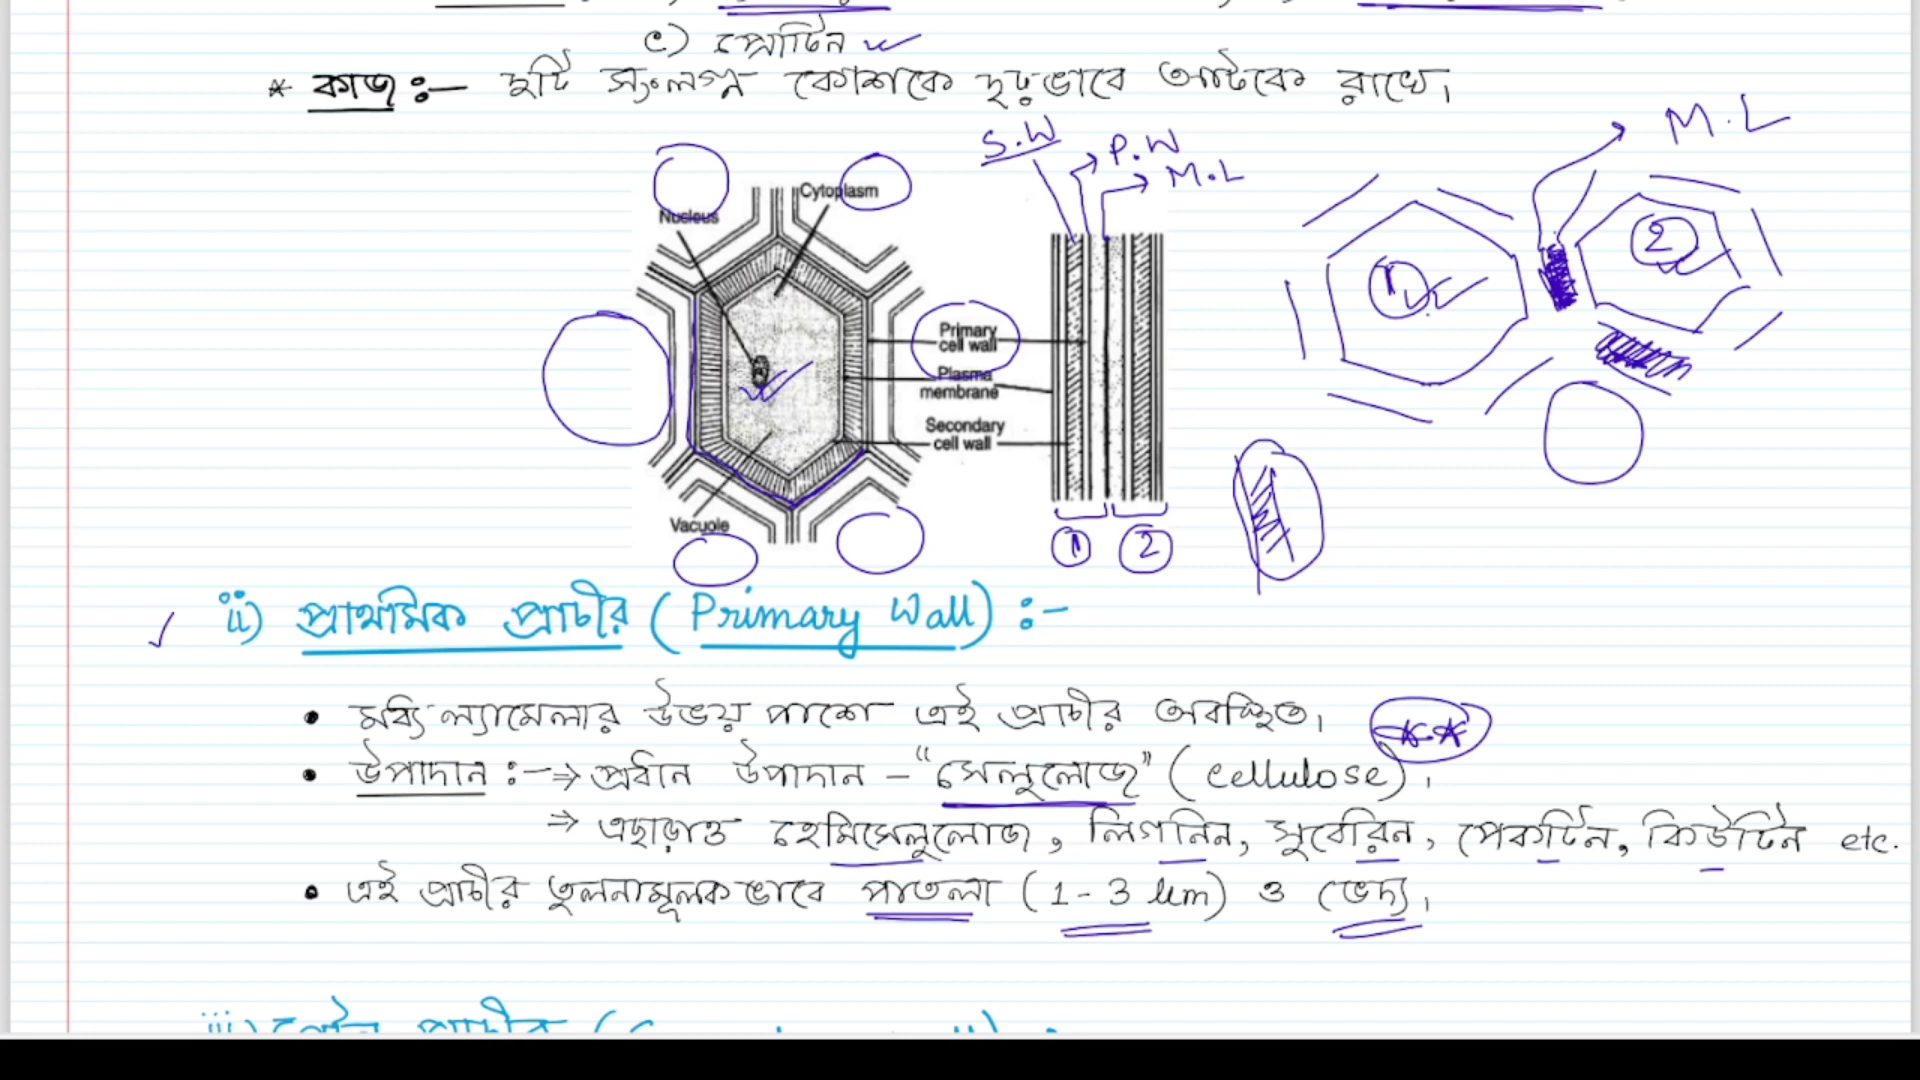 c) প্রোটিন
* কাজ :- দুটি সংলগ্ন কোশকে দৃঢ়ভাবে আটকে রাখে।
S.W
P.W
M.L
M.L
Cytoplasm
Nucleus
Primary
cell wall
Plasma
membrane
Secondary
cell wall
Vacuole
1 2
1 2
ii) প্রাথমিক প্রাচীর (Primary Wall) :-
• মধ্য ল্যামেলার উভয় পাশে এই প্রাচীর অবস্থিত। **
• উপাদান :- ⇒ প্রধান উপাদান - "সেলুলোজ" (cellulose)।
⇒ এছাড়াও হেমিসেলুলোজ, লিগনিন, সুবেরিন, পেকটিন, কিউটিন etc.
• এই প্রাচীর তুলনামূলকভাবে পাতলা (1-3 μm) ও ভেদ্য।